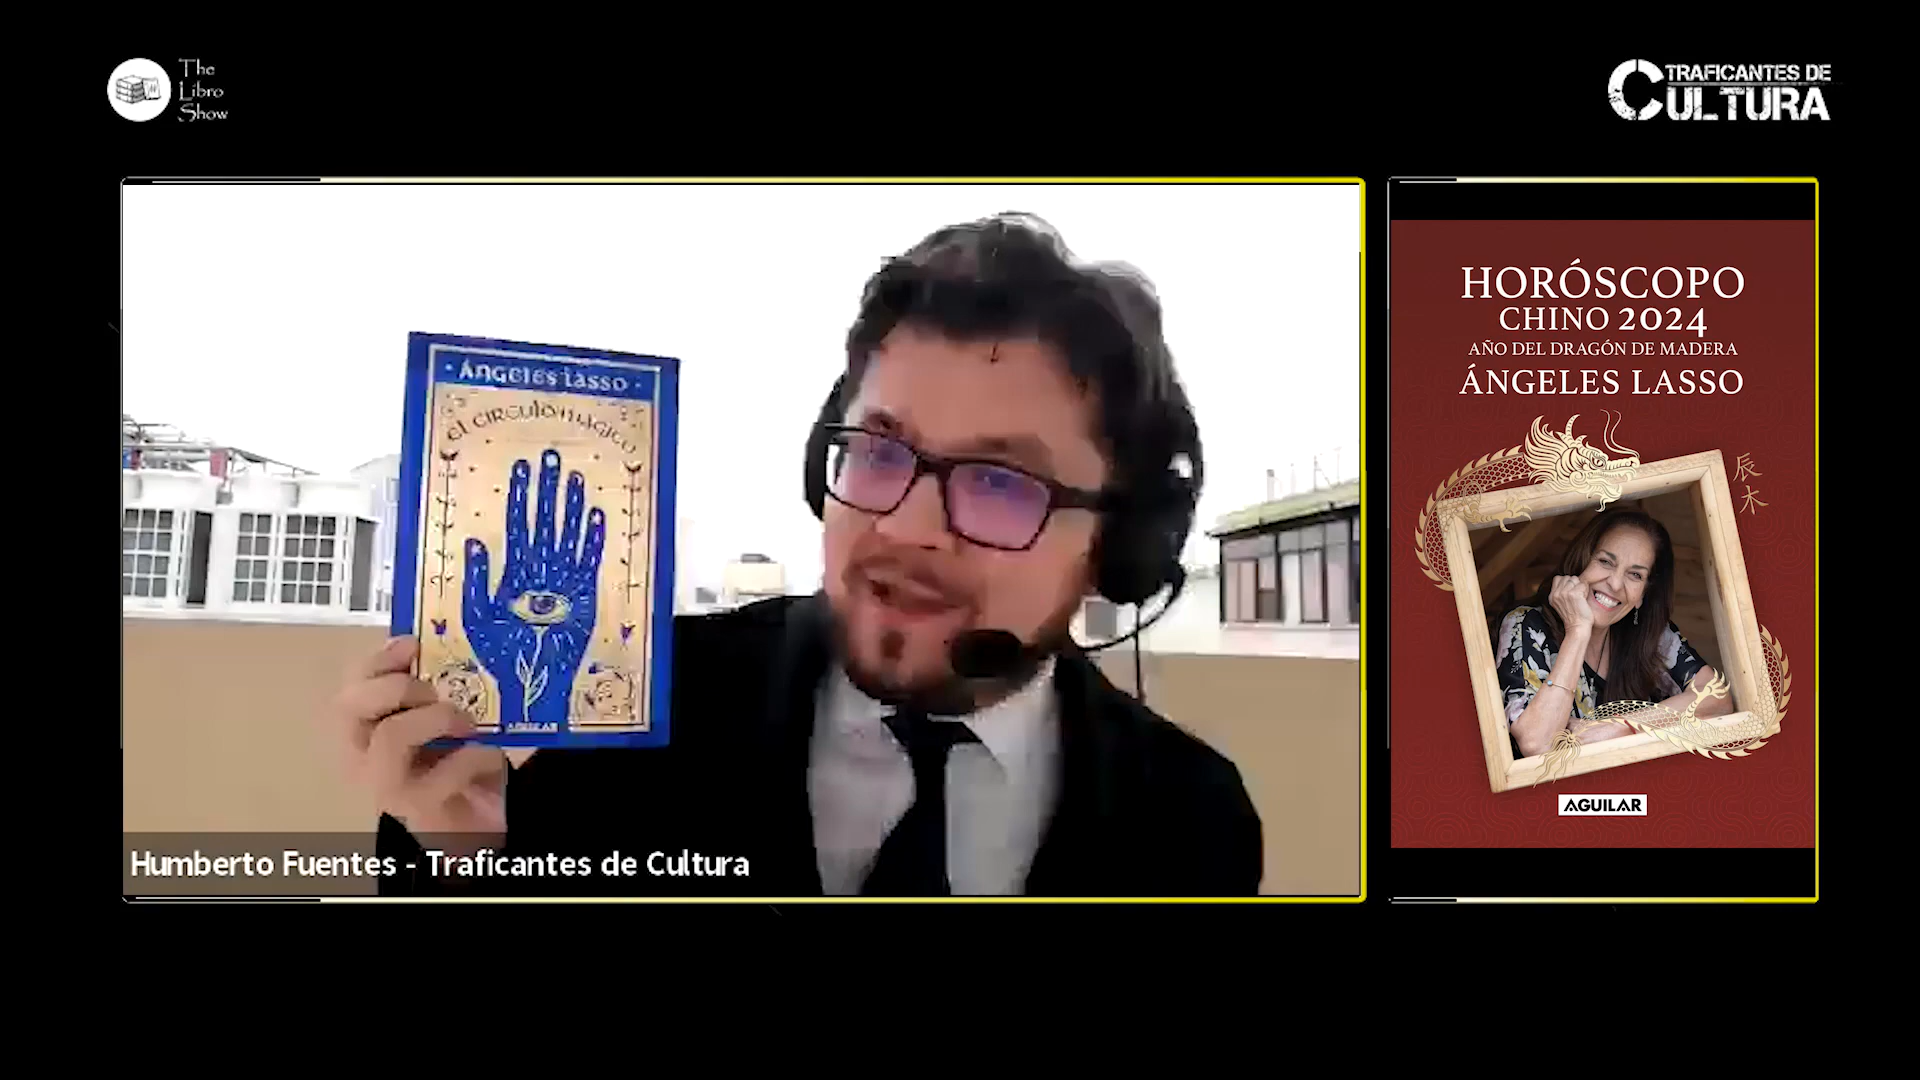 The
Libro
Show
TRAFICANTES DE
CULTURA
· ÁNGELES LASSO ·
EL CÍRCULO MÁGICO
AGUILAR
Humberto Fuentes - Traficantes de Cultura
HORÓSCOPO
CHINO 2024
AÑO DEL DRAGÓN DE MADERA
ÁNGELES LASSO
辰
木
AGUILAR